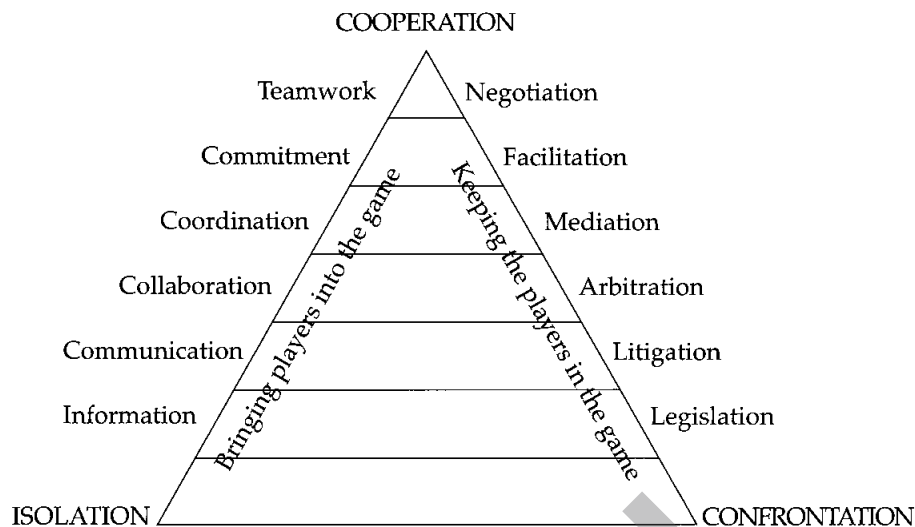 COOPERATION
Teamwork
Negotiation
Commitment
Facilitation
Coordination
Mediation
Collaboration
Arbitration
Communication
Litigation
Information
Legislation
Bringing players into the game
Keeping the players in the game
ISOLATION
CONFRONTATION